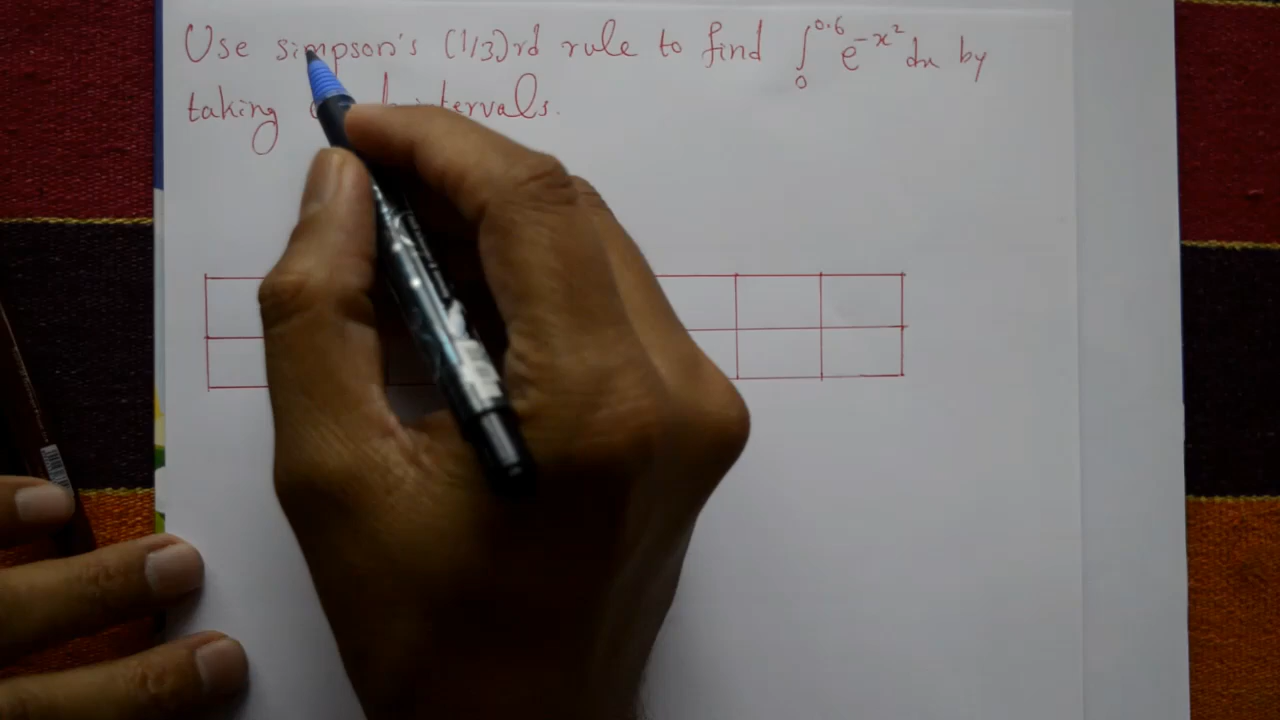 Use simpson's (1/3)rd rule to find ∫₀^0.6 e^-x² dx by
taking intervals.